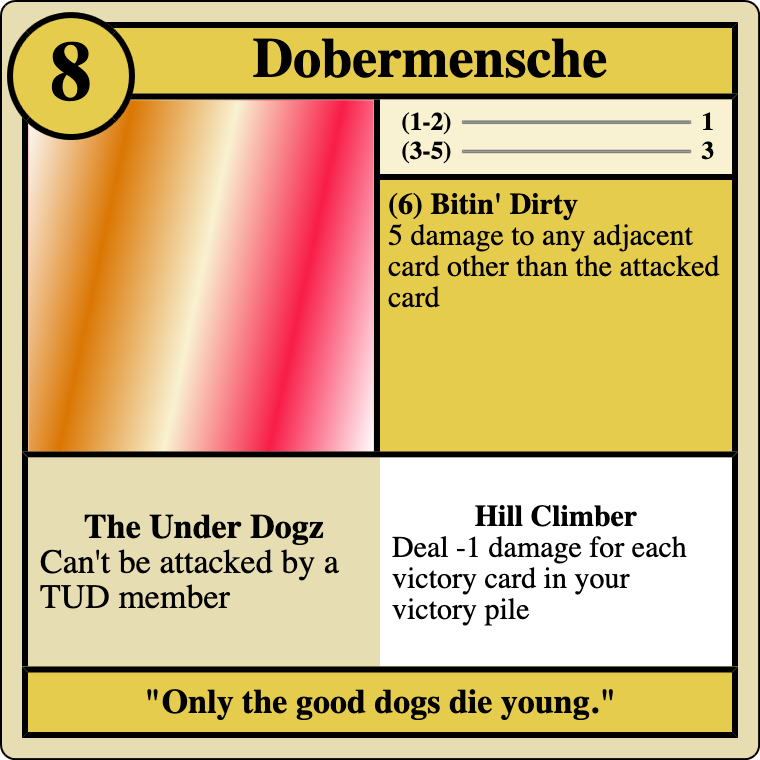 8
Dobermensche
(1-2) 1
(3-5) 3
(6) Bitin' Dirty
5 damage to any adjacent
card other than the attacked
card
The Under Dogz
Can't be attacked by a
TUD member
Hill Climber
Deal -1 damage for each
victory card in your
victory pile
"Only the good dogs die young."